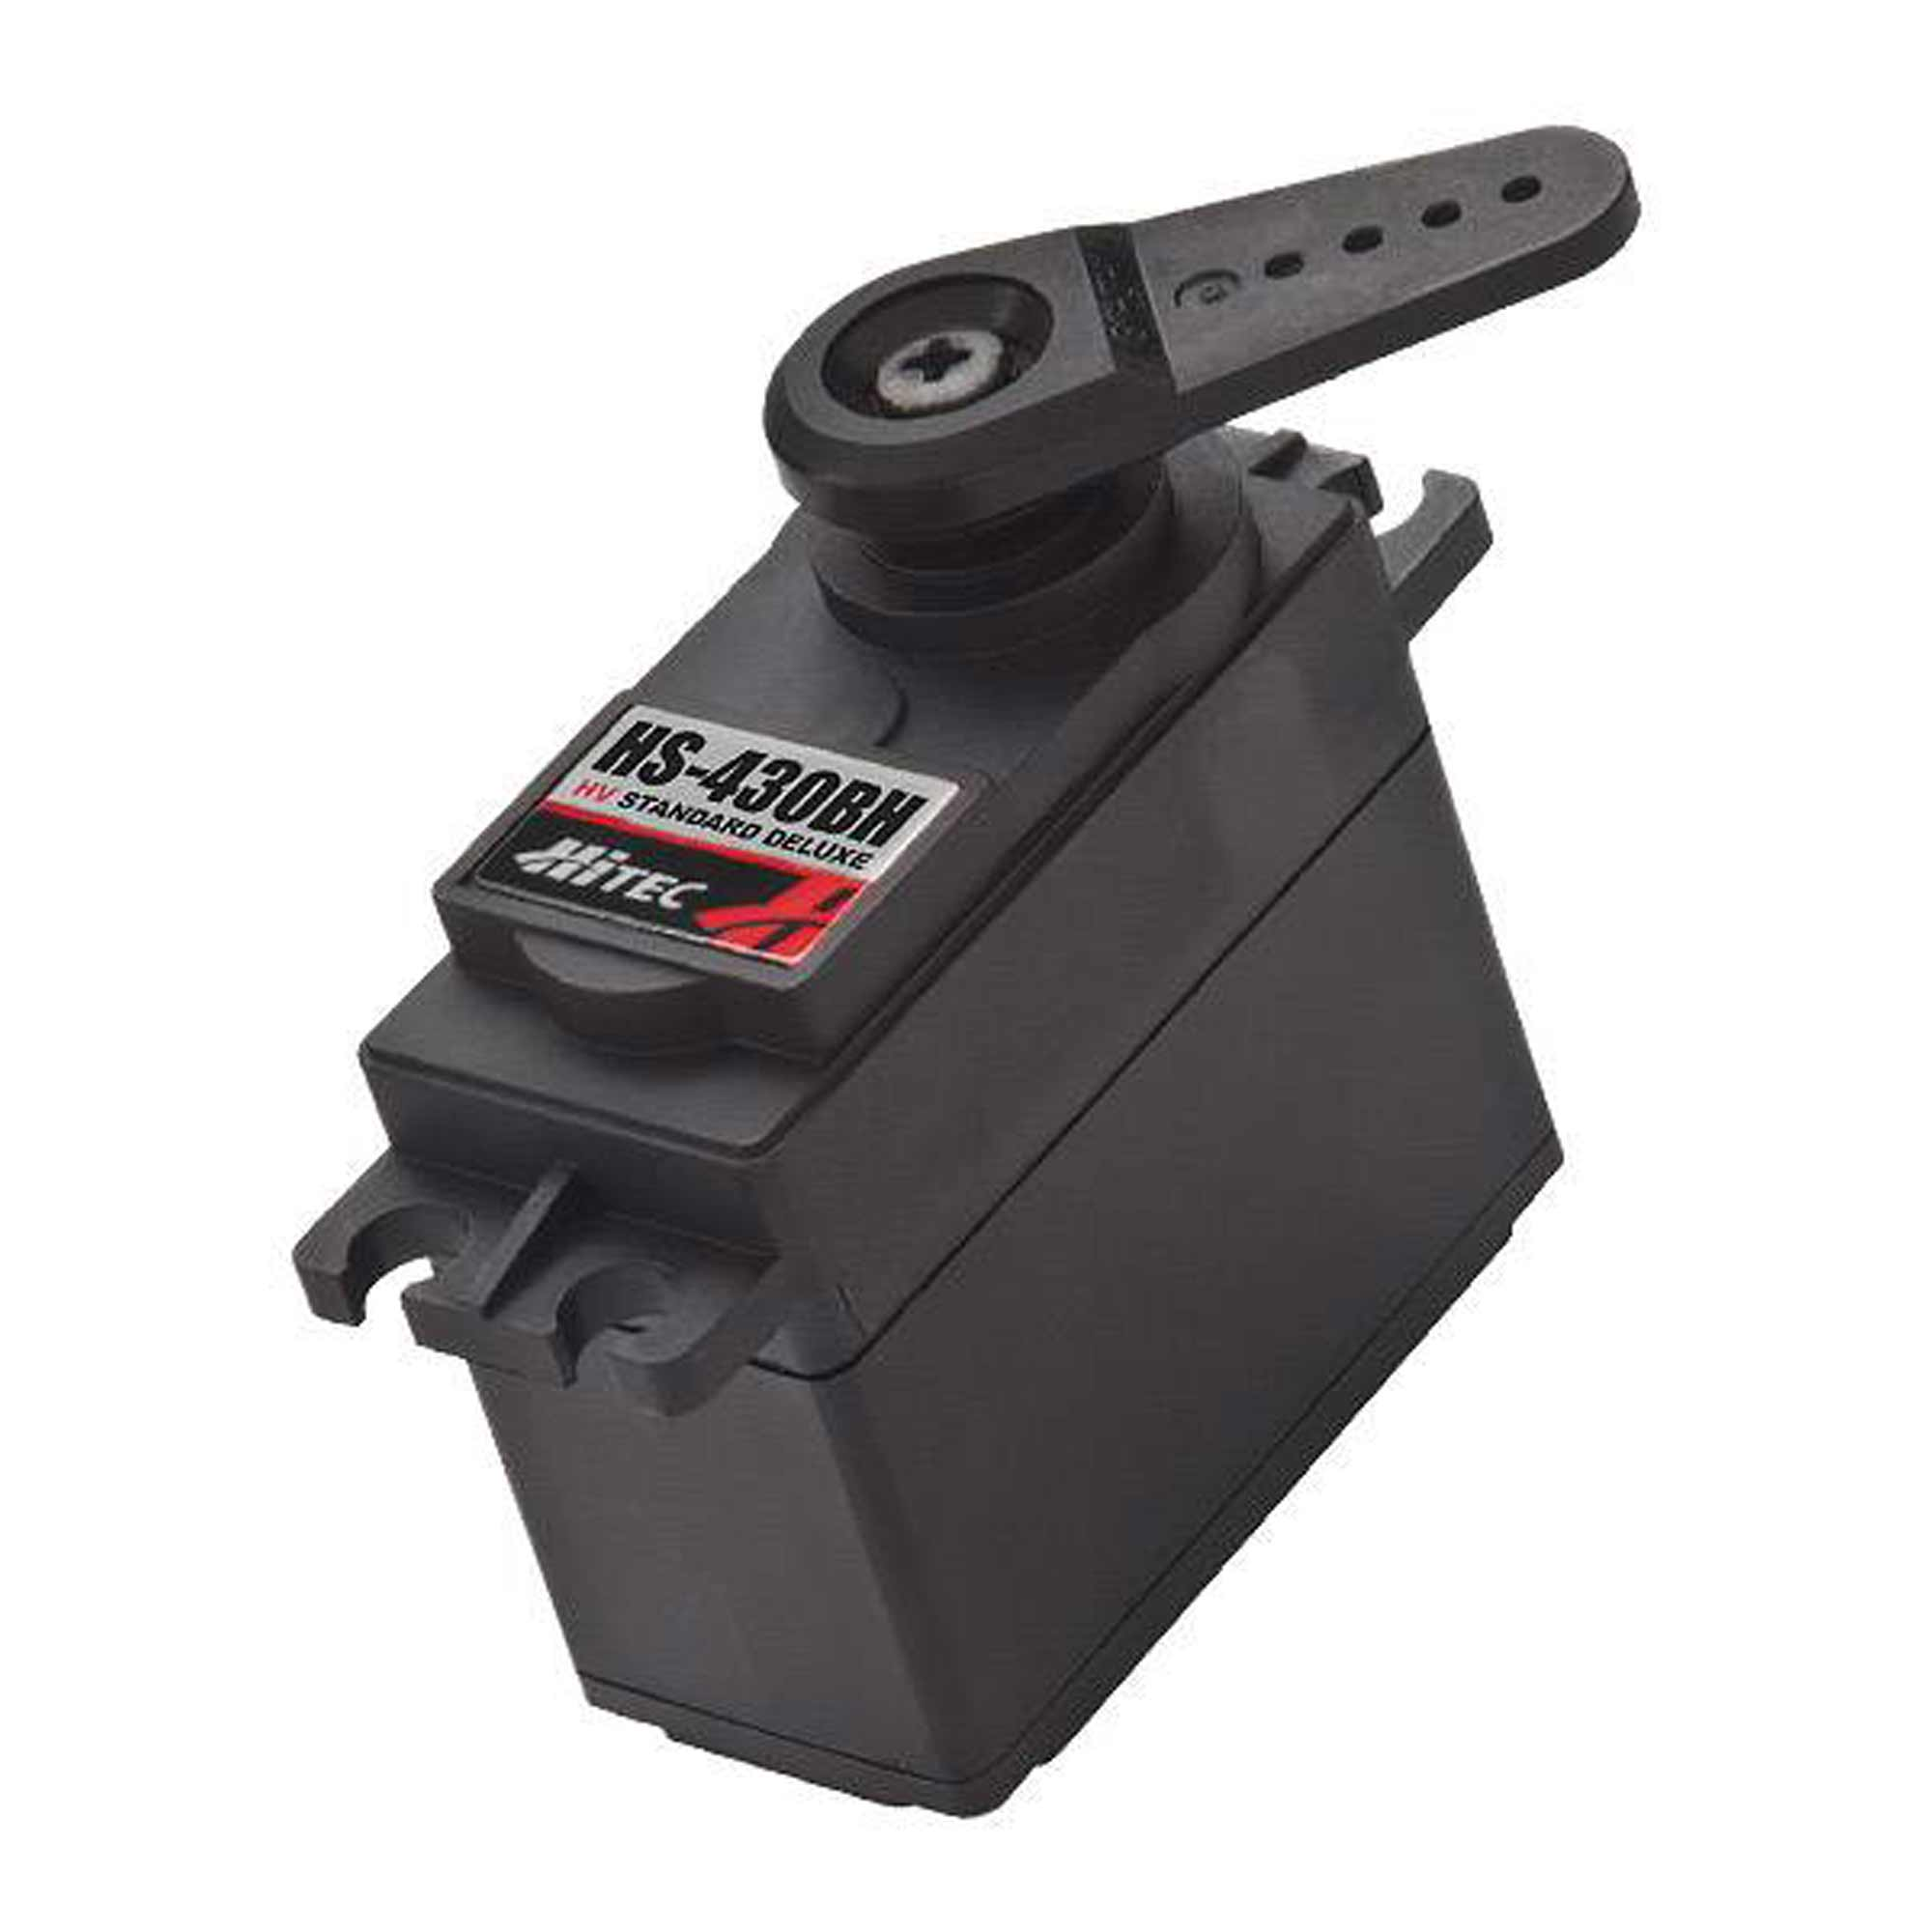 HS-430BH
HV STANDARD DELUXE
HiTEC